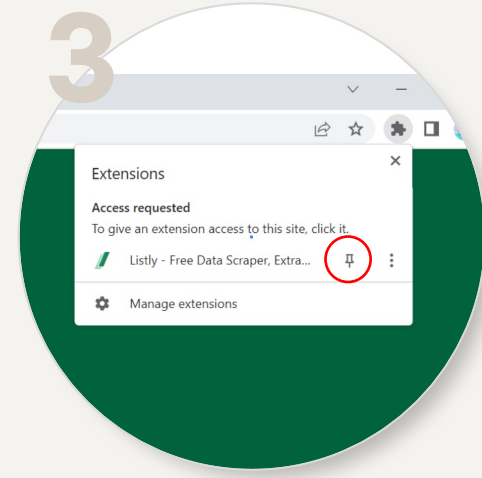 3
Extensions
Access requested
To give an extension access to this site, click it.
Listly - Free Data Scraper, Extra...
Manage extensions